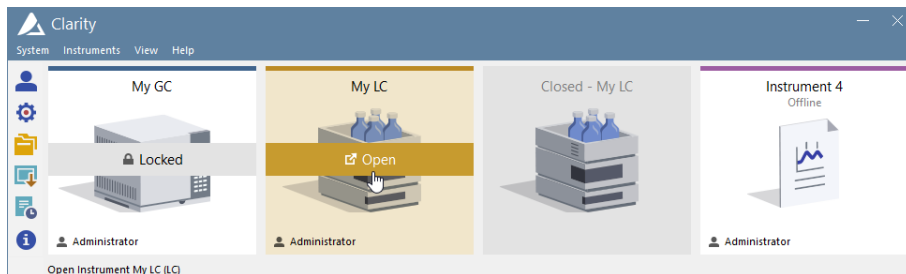 Clarity
System Instruments View Help
My GC
Locked
Administrator
My LC
Open
Administrator
Closed - My LC
Instrument 4
Offline
Administrator
Open Instrument My LC (LC)